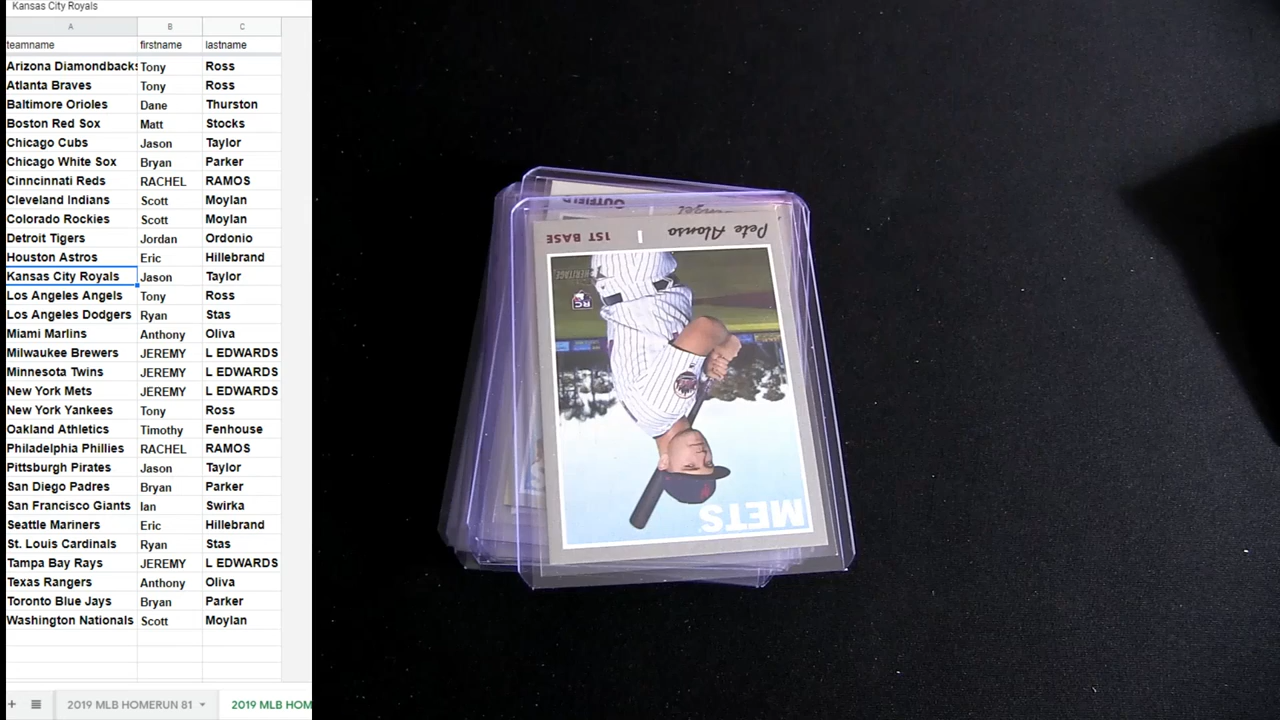 Kansas City Royals
A B C
teamname firstname lastname
Arizona Diamondbacks Tony Ross
Atlanta Braves Tony Ross
Baltimore Orioles Dane Thurston
Boston Red Sox Matt Stocks
Chicago Cubs Jason Taylor
Chicago White Sox Bryan Parker
Cinncinnati Reds RACHEL RAMOS
Cleveland Indians Scott Moylan
Colorado Rockies Scott Moylan
Detroit Tigers Jordan Ordonio
Houston Astros Eric Hillebrand
Kansas City Royals Jason Taylor
Los Angeles Angels Tony Ross
Los Angeles Dodgers Ryan Stas
Miami Marlins Anthony Oliva
Milwaukee Brewers JEREMY L EDWARDS
Minnesota Twins JEREMY L EDWARDS
New York Mets JEREMY L EDWARDS
New York Yankees Tony Ross
Oakland Athletics Timothy Fenhouse
Philadelphia Phillies RACHEL RAMOS
Pittsburgh Pirates Jason Taylor
San Diego Padres Bryan Parker
San Francisco Giants Ian Swirka
Seattle Mariners Eric Hillebrand
St. Louis Cardinals Ryan Stas
Tampa Bay Rays JEREMY L EDWARDS
Texas Rangers Anthony Oliva
Toronto Blue Jays Bryan Parker
Washington Nationals Scott Moylan
+ 2019 MLB HOMERUN 81 2019 MLB HOM
OUTFIELD
Pete Alonso | 1ST BASE
HERITAGE
RC
METS